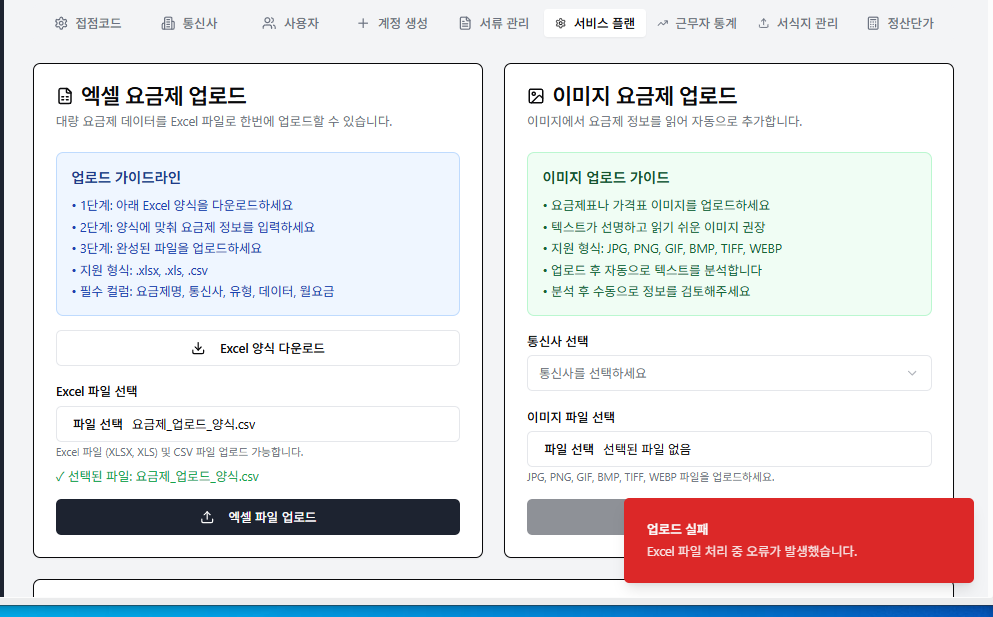 접점코드 통신사 사용자 계정 생성 서류 관리 서비스 플랜 근무자 통계 서식지 관리 정산단가
엑셀 요금제 업로드
대량 요금제 데이터를 Excel 파일로 한번에 업로드할 수 있습니다.
업로드 가이드라인
• 1단계: 아래 Excel 양식을 다운로드하세요
• 2단계: 양식에 맞춰 요금제 정보를 입력하세요
• 3단계: 완성된 파일을 업로드하세요
• 지원 형식: .xlsx, .xls, .csv
• 필수 컬럼: 요금제명, 통신사, 유형, 데이터, 월요금
Excel 양식 다운로드
Excel 파일 선택
파일 선택 요금제_업로드_양식.csv
Excel 파일 (XLSX, XLS) 및 CSV 파일 업로드 가능합니다.
✓ 선택된 파일: 요금제_업로드_양식.csv
엑셀 파일 업로드
이미지 요금제 업로드
이미지에서 요금제 정보를 읽어 자동으로 추가합니다.
이미지 업로드 가이드
• 요금제표나 가격표 이미지를 업로드하세요
• 텍스트가 선명하고 읽기 쉬운 이미지 권장
• 지원 형식: JPG, PNG, GIF, BMP, TIFF, WEBP
• 업로드 후 자동으로 텍스트를 분석합니다
• 분석 후 수동으로 정보를 검토해주세요
통신사 선택
통신사를 선택하세요
이미지 파일 선택
파일 선택 선택된 파일 없음
JPG, PNG, GIF, BMP, TIFF, WEBP 파일을 업로드하세요.
업로드 실패
Excel 파일 처리 중 오류가 발생했습니다.